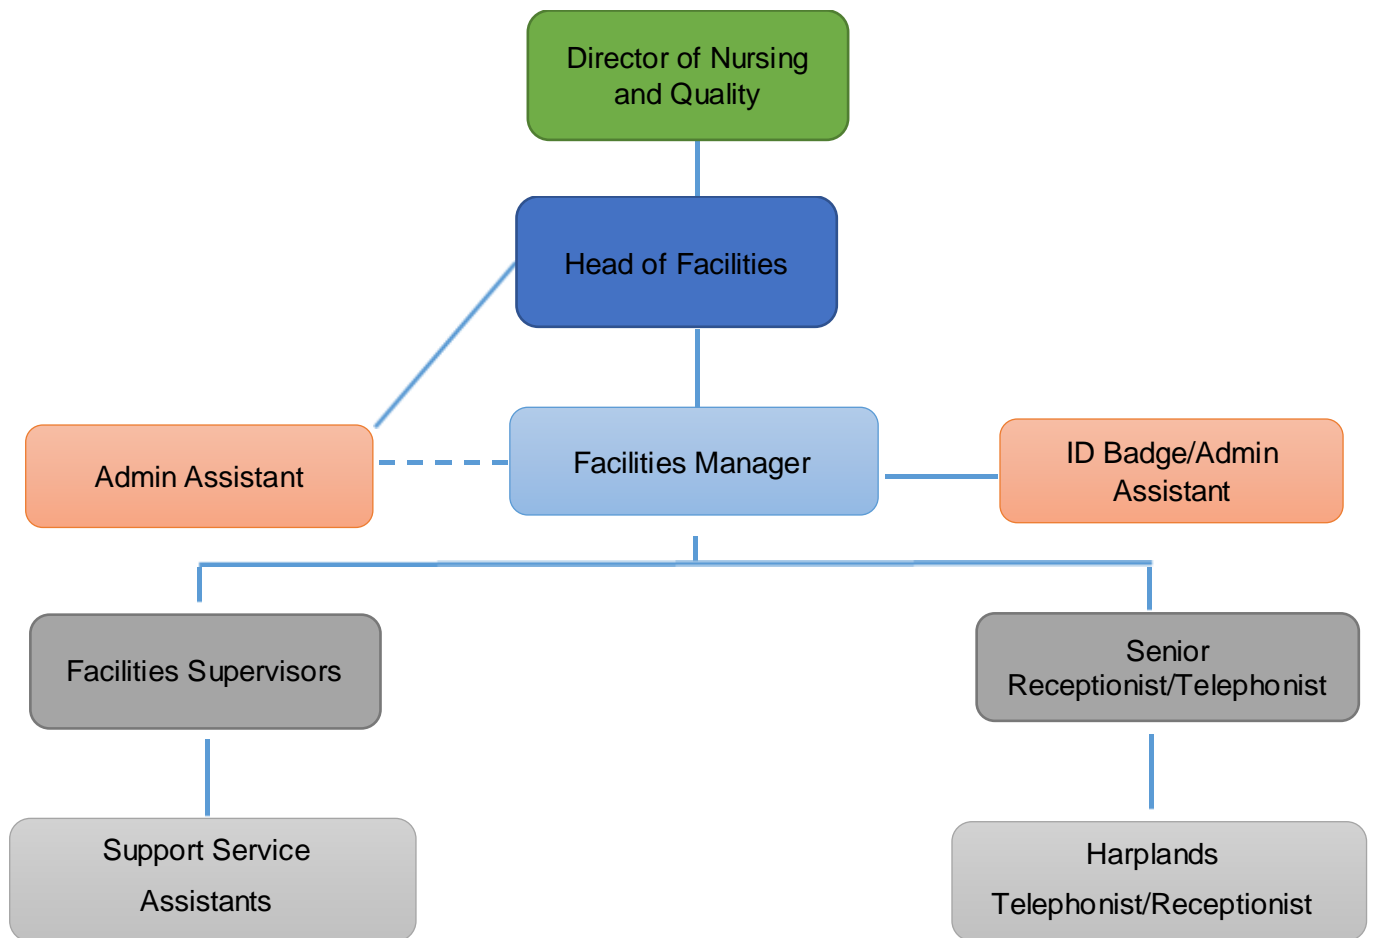 Director of Nursing
and Quality
Head of Facilities
Admin Assistant
Facilities Manager
ID Badge/Admin
Assistant
Facilities Supervisors
Senior
Receptionist/Telephonist
Support Service
Assistants
Harplands
Telephonist/Receptionist